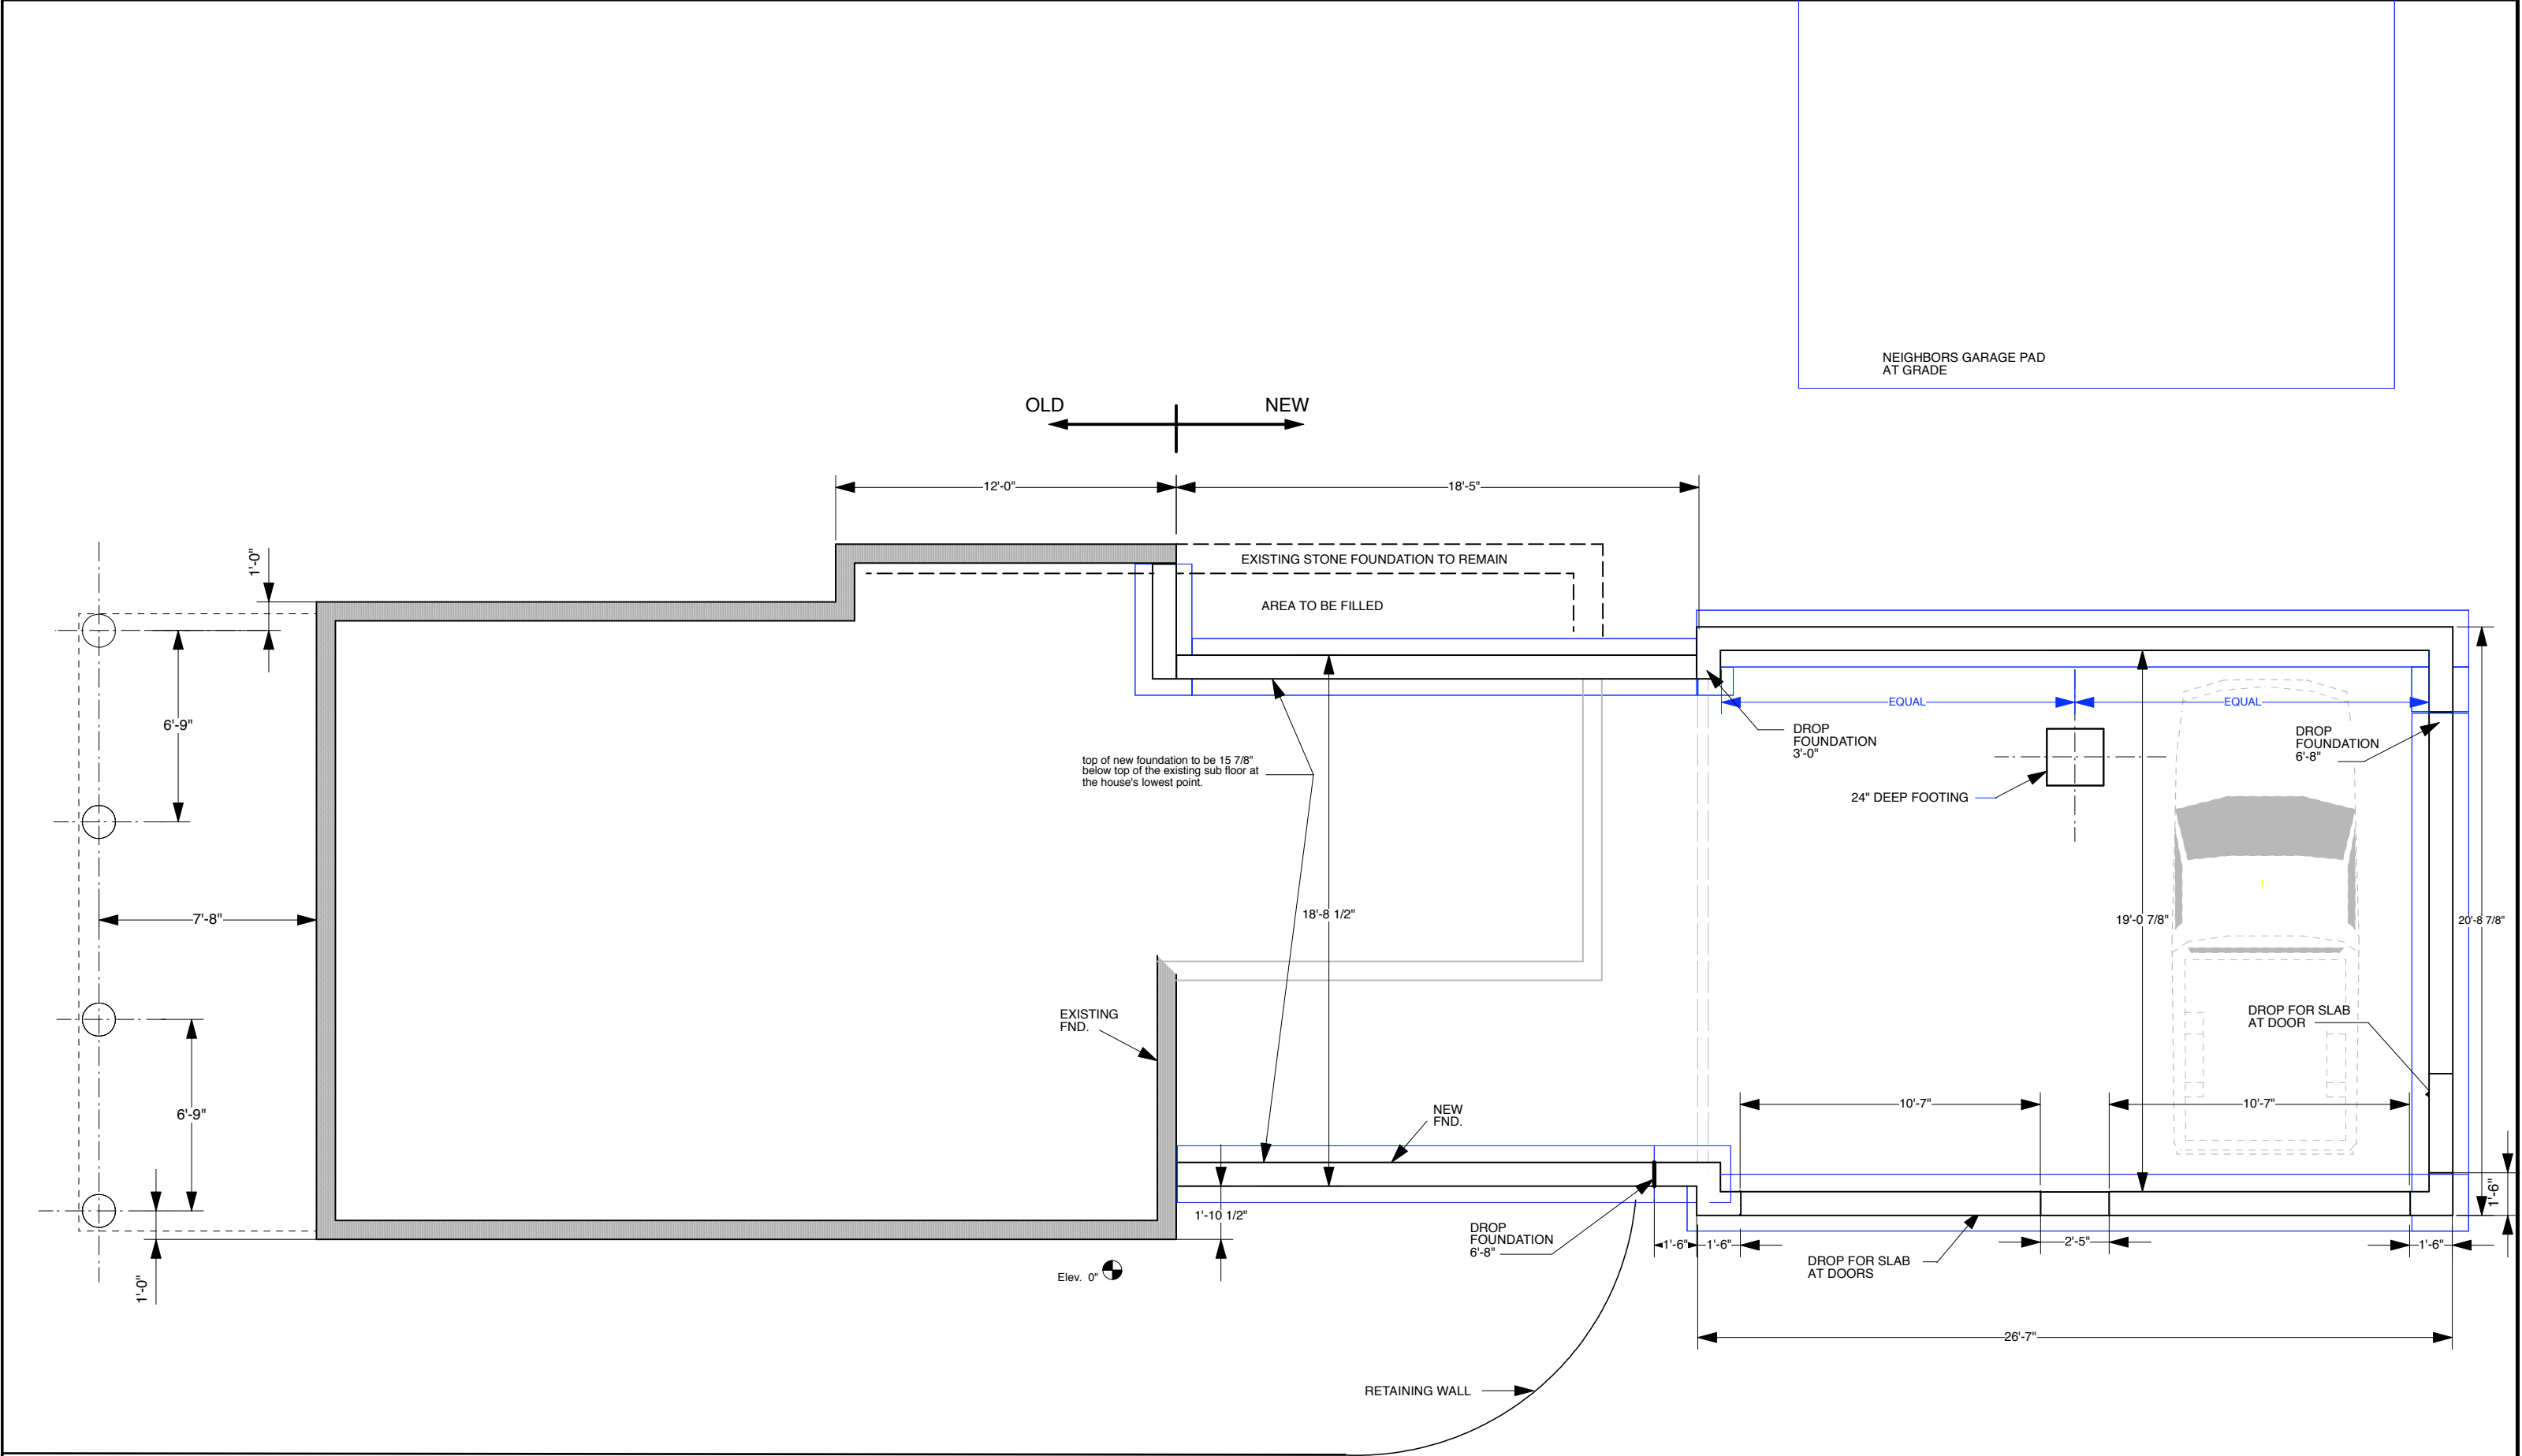 NEIGHBORS GARAGE PAD
AT GRADE
OLD
NEW
12'-0"
18'-5"
1'-0"
EXISTING STONE FOUNDATION TO REMAIN
AREA TO BE FILLED
6'-9"
EQUAL
EQUAL
DROP
FOUNDATION
3'-0"
DROP
FOUNDATION
6'-8"
top of new foundation to be 15 7/8"
below top of the existing sub floor at
the house's lowest point.
24" DEEP FOOTING
7'-8"
18'-8 1/2"
19'-0 7/8"
20'-8 7/8"
EXISTING
FND.
DROP FOR SLAB
AT DOOR
6'-9"
NEW
FND.
10'-7"
10'-7"
1'-6"
1'-10 1/2"
DROP
FOUNDATION
6'-8"
1'-6"
1'-6"
2'-5"
1'-6"
DROP FOR SLAB
AT DOORS
1'-0"
Elev. 0"
26'-7"
RETAINING WALL